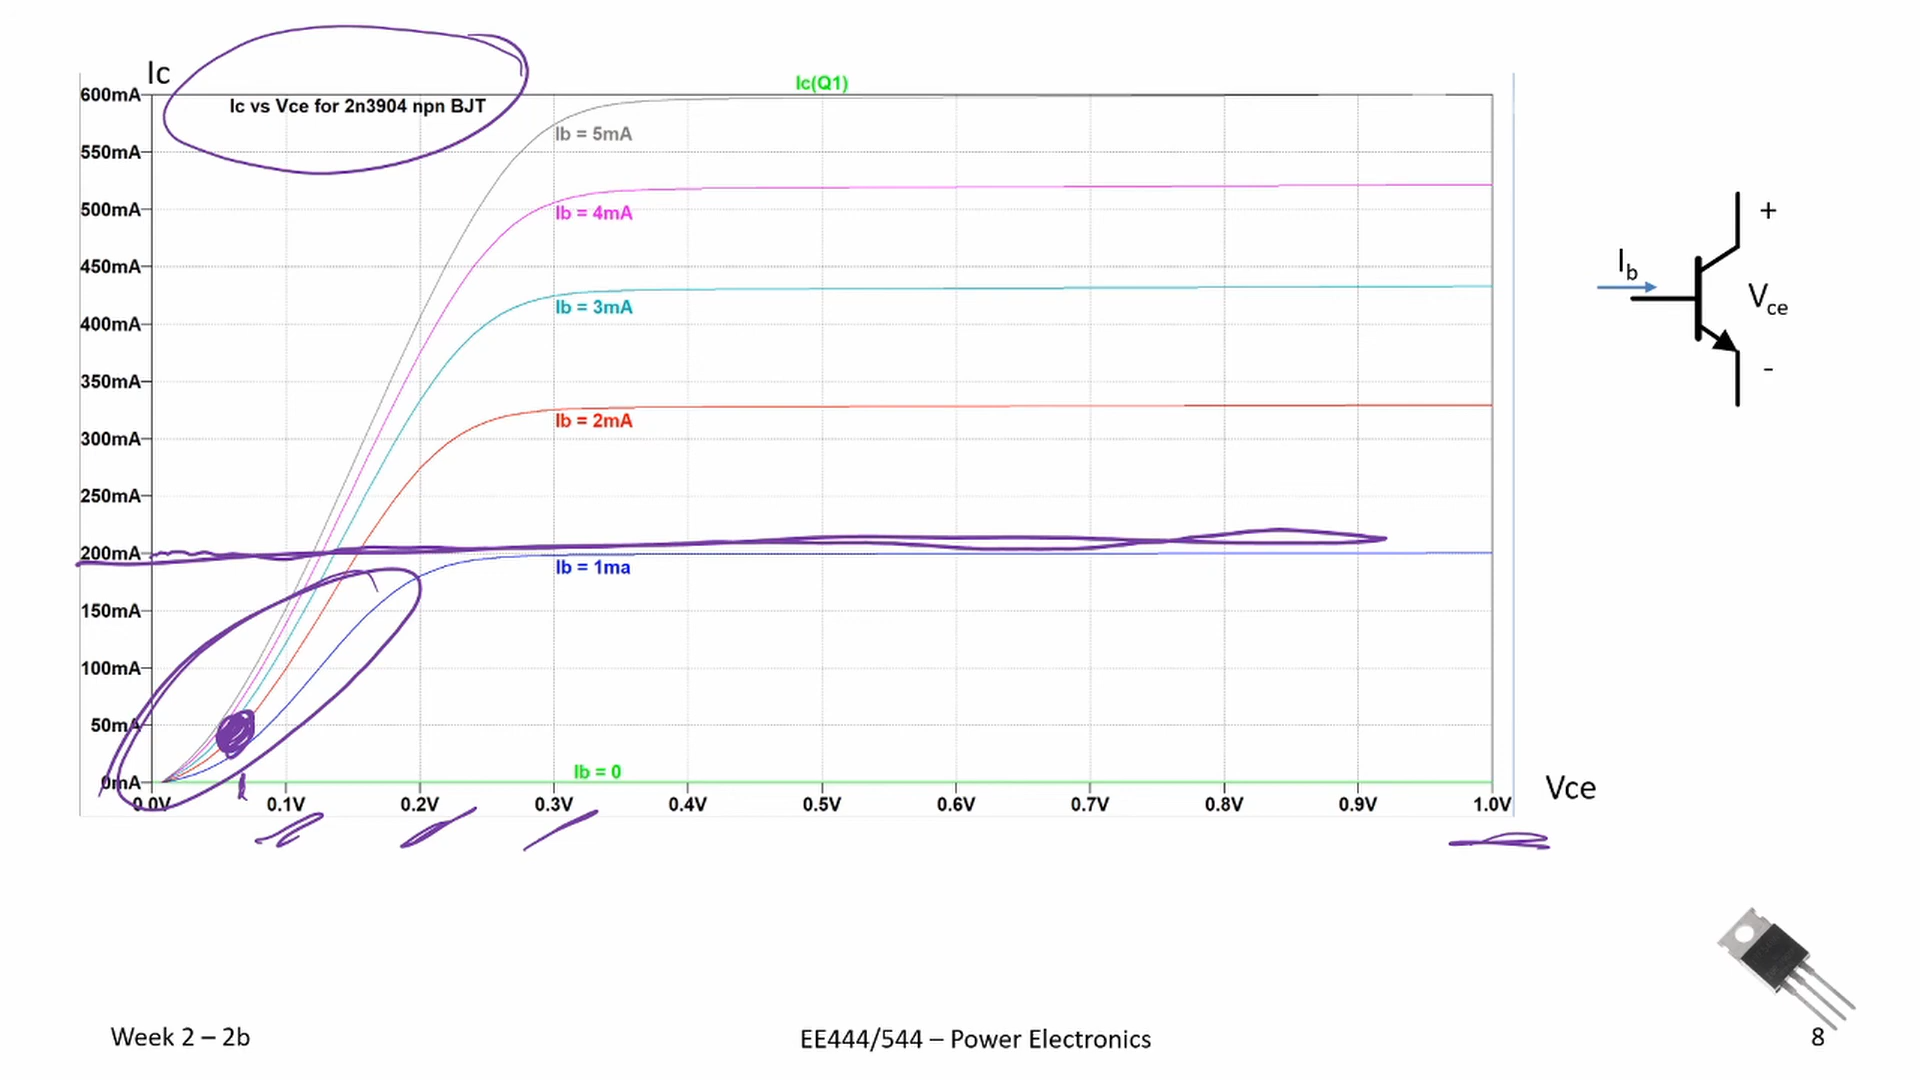 Ic
Ic(Q1)
600mA
Ic vs Vce for 2n3904 npn BJT
Ib = 5mA
550mA
500mA
Ib = 4mA
450mA
Ib = 3mA
400mA
350mA
Ib = 2mA
300mA
250mA
200mA
Ib = 1ma
150mA
100mA
50mA
Ib = 0
0mA
0.0V 0.1V 0.2V 0.3V 0.4V 0.5V 0.6V 0.7V 0.8V 0.9V 1.0V
Vce
+
Ib
Vce
-
Week 2 – 2b
EE444/544 – Power Electronics
8